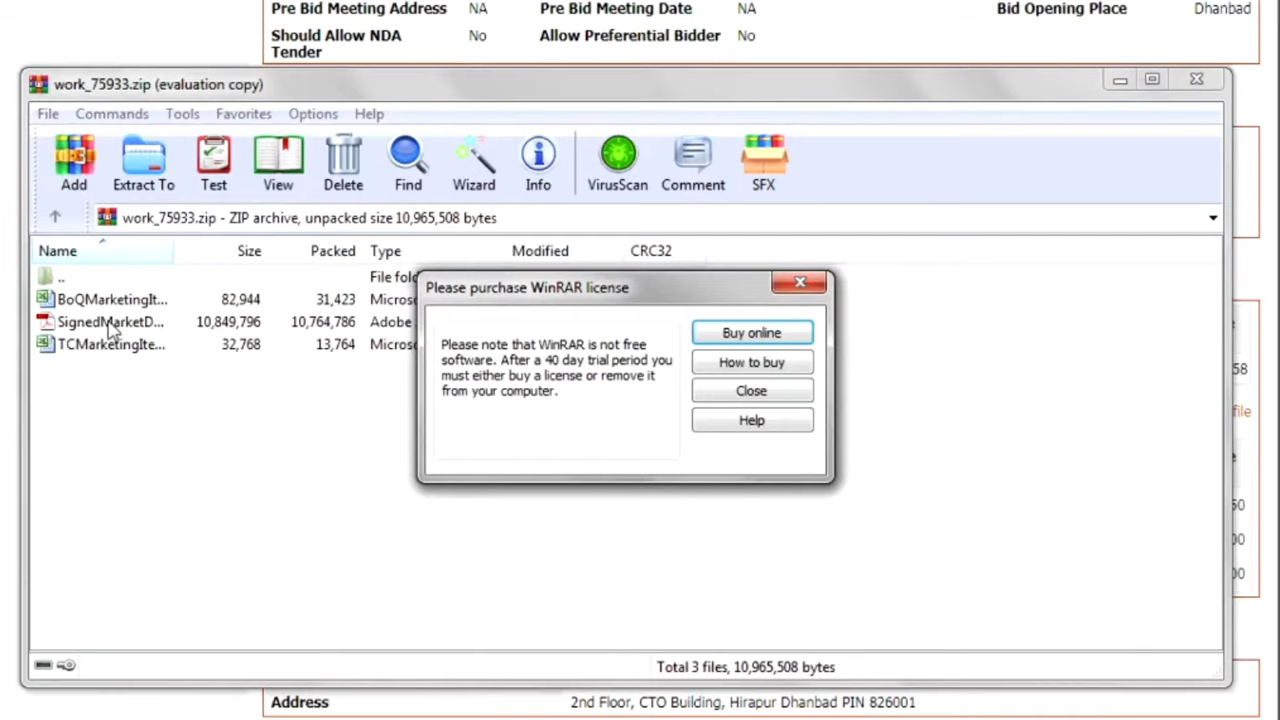 Pre Bid Meeting Address NA Pre Bid Meeting Date NA Bid Opening Place Dhanbad
Should Allow NDA Tender No Allow Preferential Bidder No
work_75933.zip (evaluation copy)
File Commands Tools Favorites Options Help
Add Extract To Test View Delete Find Wizard Info VirusScan Comment SFX
work_75933.zip - ZIP archive, unpacked size 10,965,508 bytes
Name Size Packed Type Modified CRC32
.. File fol
BoQMarketingIt... 82,944 31,423 Micros
SignedMarketD... 10,849,796 10,764,786 Adobe
TCMarketingIte... 32,768 13,764 Micros
Please purchase WinRAR license
Please note that WinRAR is not free
software. After a 40 day trial period you
must either buy a license or remove it
from your computer.
Buy online
How to buy
Close
Help
58
file
50
00
00
Total 3 files, 10,965,508 bytes
Address 2nd Floor, CTO Building, Hirapur Dhanbad PIN 826001